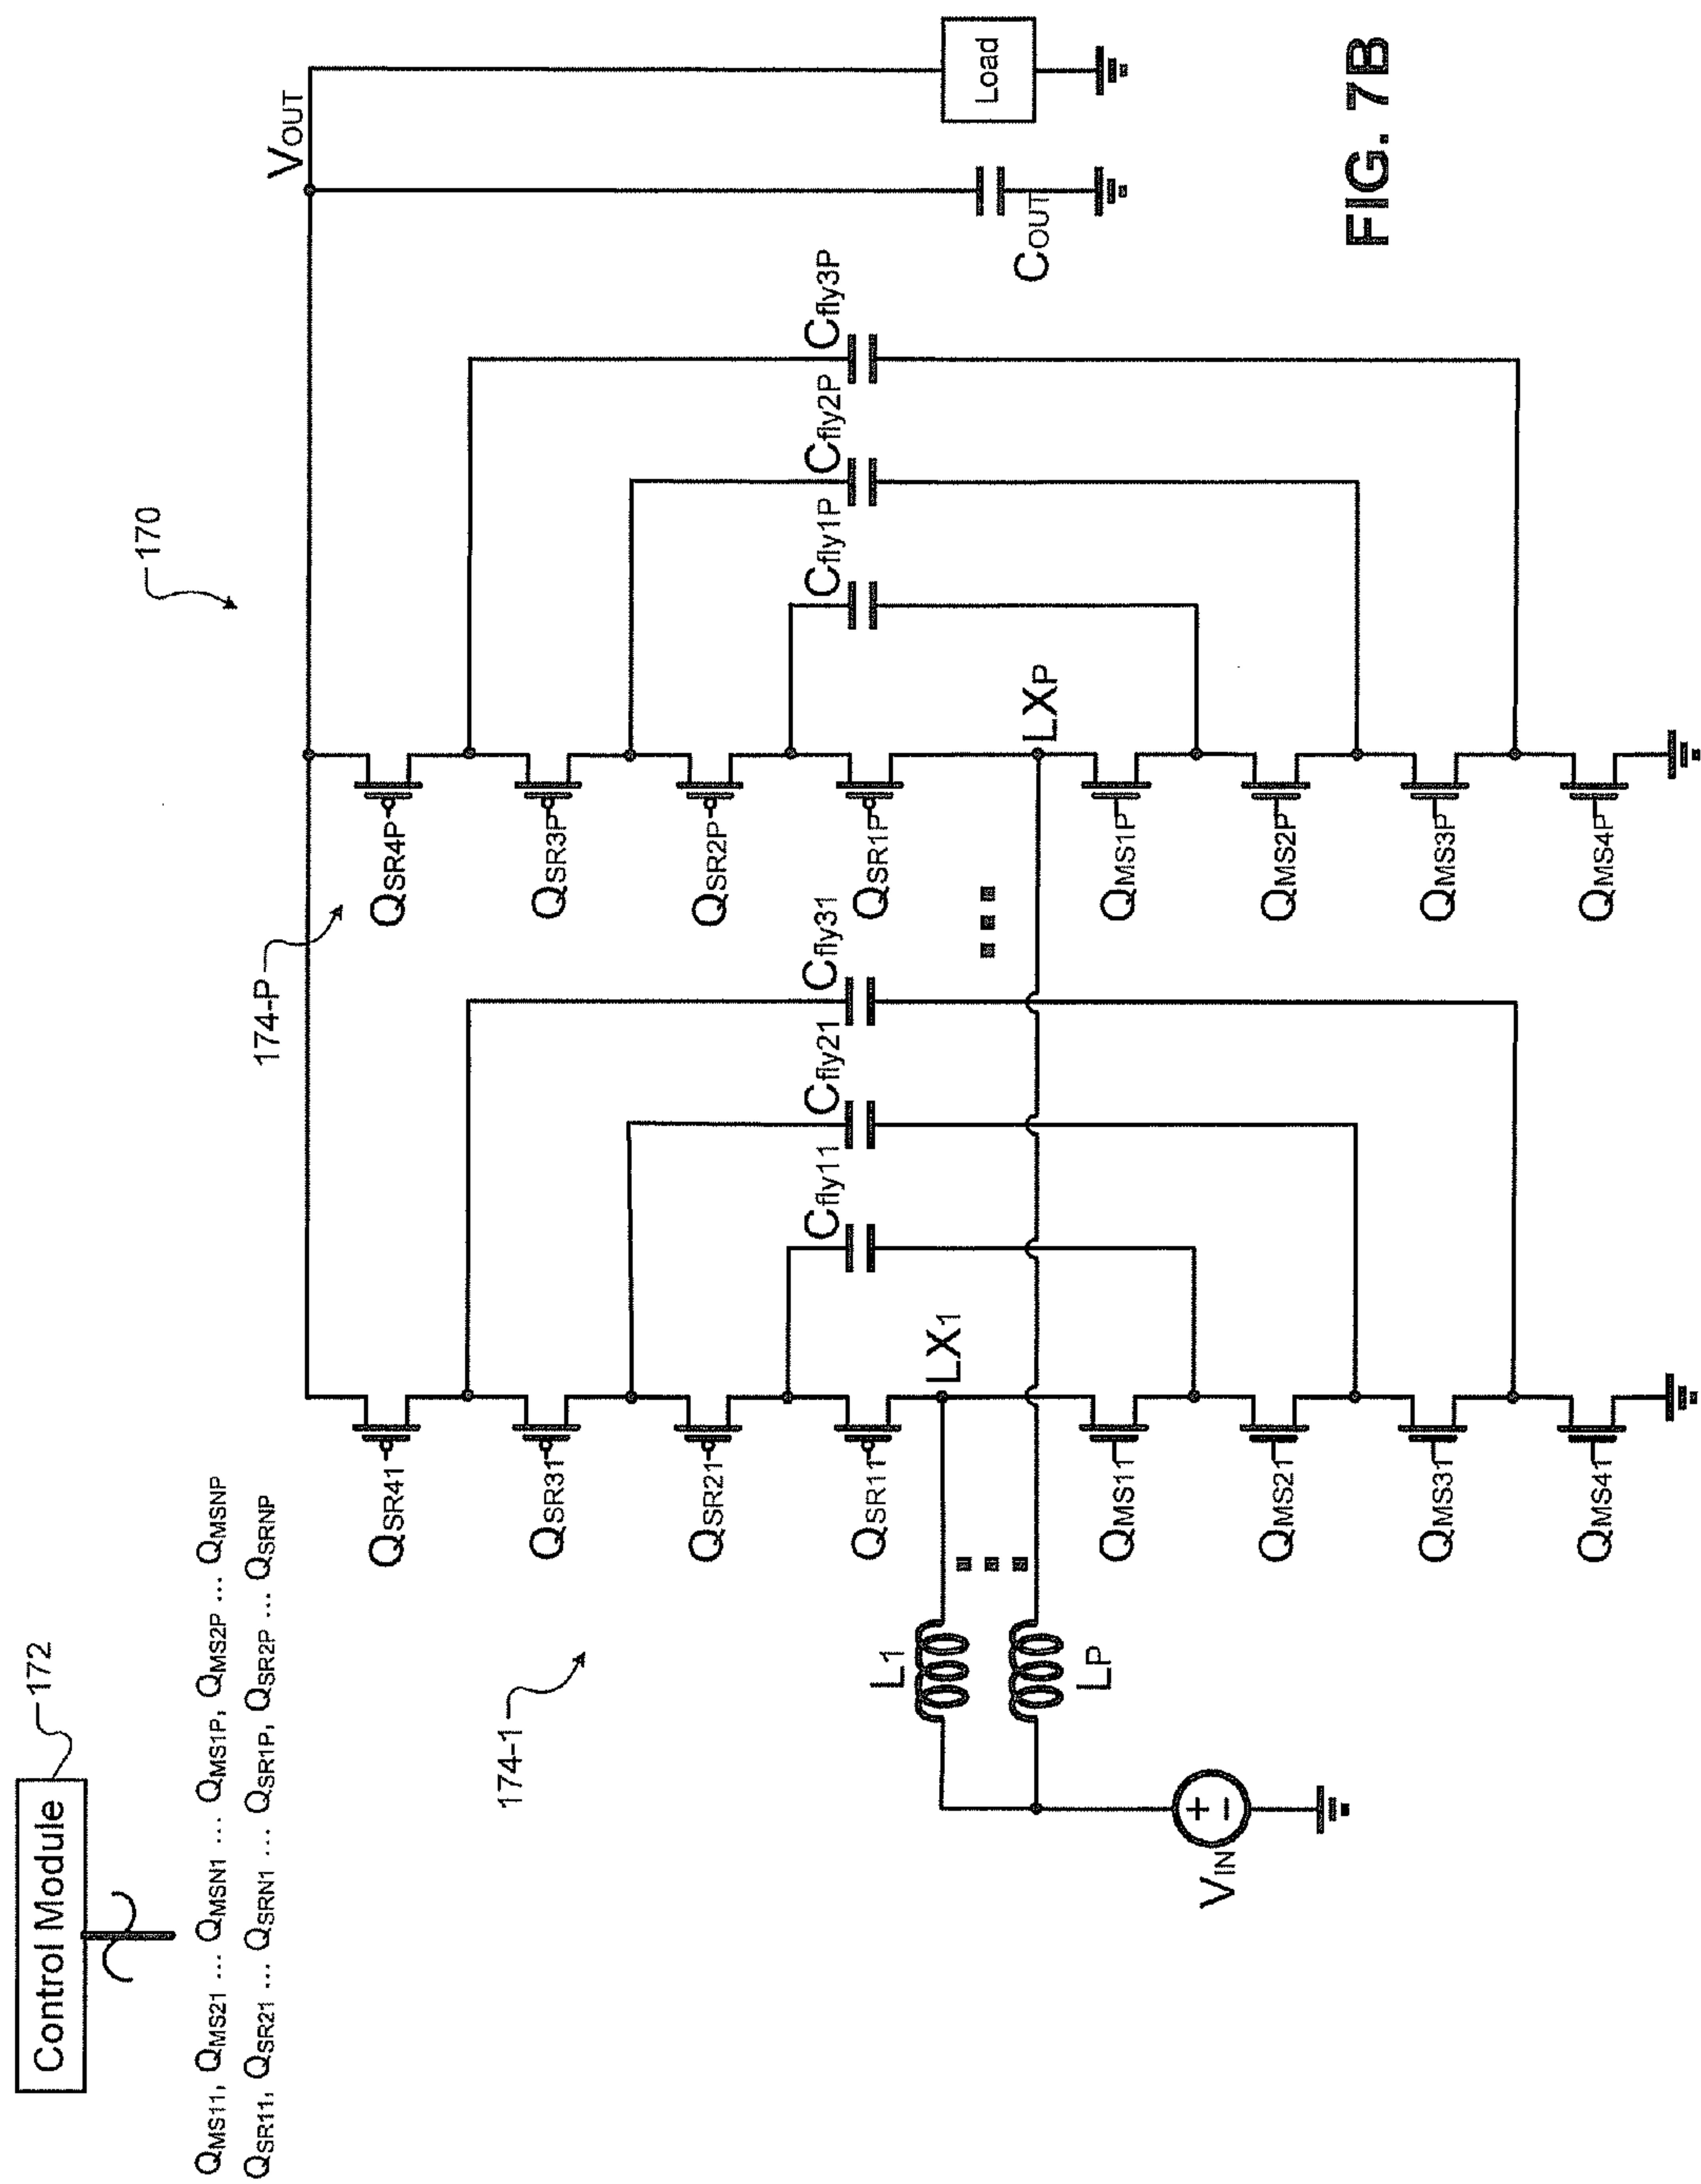 Control Module
172
QMS11, QMS21 ... QMSN1 ... QMS1P, QMS2P ... QMSNP
QSR11, QSR21 ... QSRN1 ... QSR1P, QSR2P ... QSRNP
170
174-1
174-P
VOUT
QSR41
QSR31
QSR21
QSR11
QMS11
QMS21
QMS31
QMS41
Cfly11
Cfly21
Cfly31
LX1
L1
LP
VIN
QSR4P
QSR3P
QSR2P
QSR1P
QMS1P
QMS2P
QMS3P
QMS4P
LXP
Cfly1P
Cfly2P
Cfly3P
COUT
Load
FIG. 7B